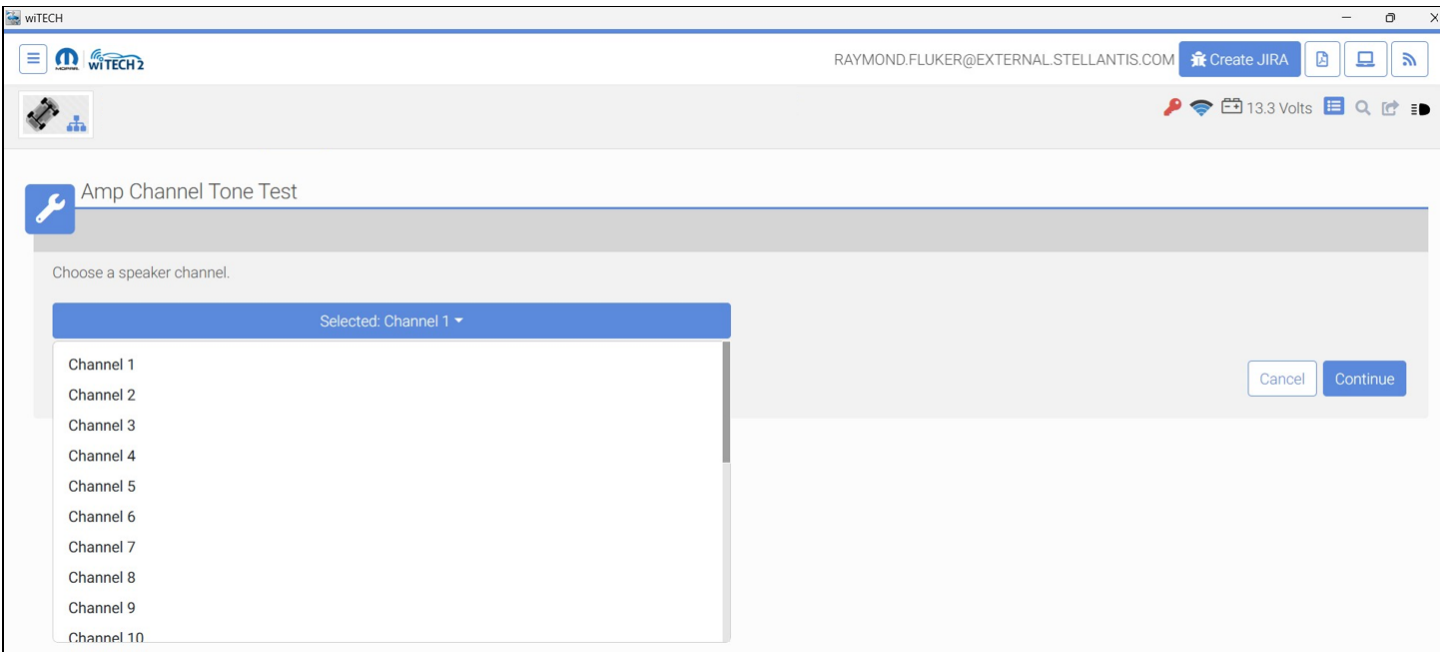 wiTECH
MOPAR
wiTECH 2
RAYMOND.FLUKER@EXTERNAL.STELLANTIS.COM
Create JIRA
13.3 Volts
Amp Channel Tone Test
Choose a speaker channel.
Selected: Channel 1
Channel 1
Channel 2
Channel 3
Channel 4
Channel 5
Channel 6
Channel 7
Channel 8
Channel 9
Channel 10
Cancel
Continue